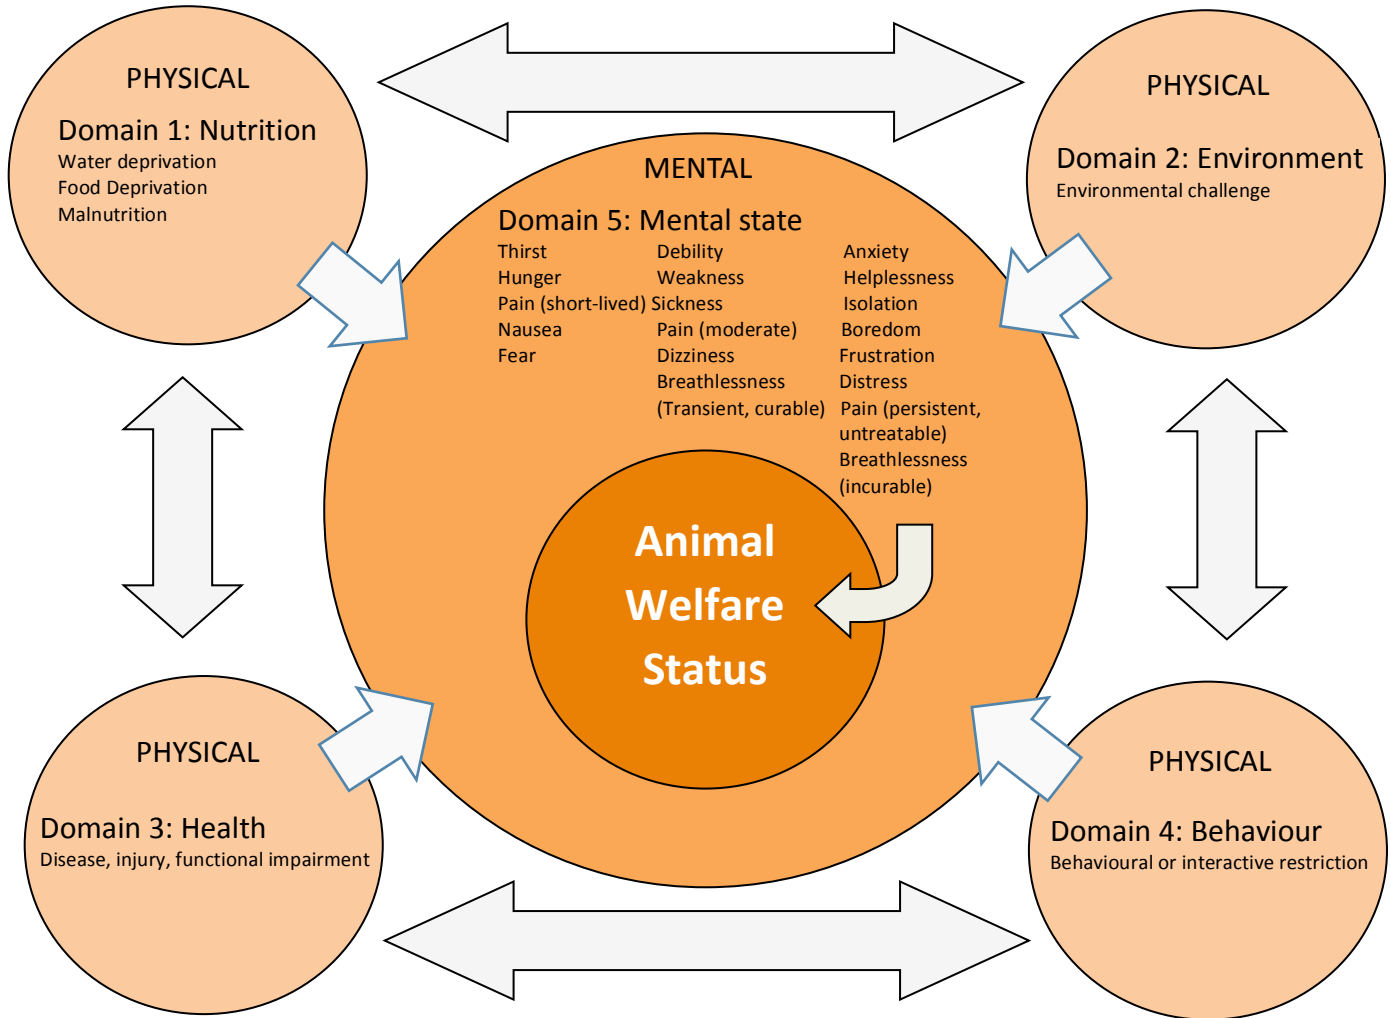 PHYSICAL
Domain 1: Nutrition
Water deprivation
Food Deprivation
Malnutrition
PHYSICAL
Domain 2: Environment
Environmental challenge
MENTAL
Domain 5: Mental state
Thirst
Hunger
Pain (short-lived)
Nausea
Fear
Debility
Weakness
Sickness
Pain (moderate)
Dizziness
Breathlessness
(Transient, curable)
Anxiety
Helplessness
Isolation
Boredom
Frustration
Distress
Pain (persistent,
untreatable)
Breathlessness
(incurable)
Animal
Welfare
Status
PHYSICAL
Domain 3: Health
Disease, injury, functional impairment
PHYSICAL
Domain 4: Behaviour
Behavioural or interactive restriction